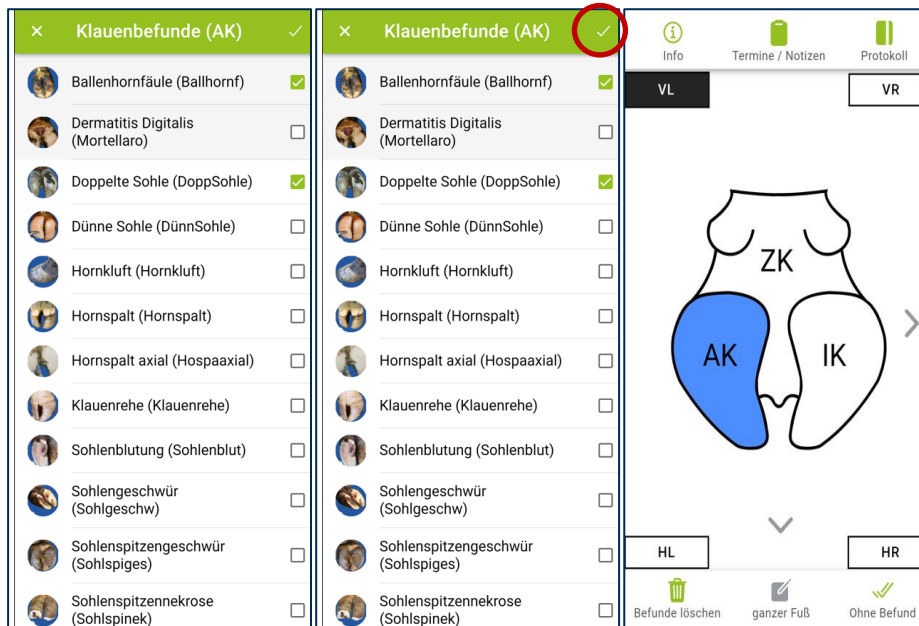 Klauenbefunde (AK)
Ballenhornfäule (Ballhornf)
Dermatitis Digitalis
(Mortellaro)
Doppelte Sohle (DoppSohle)
Dünne Sohle (DünnSohle)
Hornkluft (Hornkluft)
Hornspalt (Hornspalt)
Hornspalt axial (Hospaaxial)
Klauenrehe (Klauenrehe)
Sohlenblutung (Sohlenblut)
Sohlengeschwür
(Sohlgeschw)
Sohlenspitzengeschwür
(Sohlspiges)
Sohlenspitzennekrose
(Sohlspinek)
Klauenbefunde (AK)
Ballenhornfäule (Ballhornf)
Dermatitis Digitalis
(Mortellaro)
Doppelte Sohle (DoppSohle)
Dünne Sohle (DünnSohle)
Hornkluft (Hornkluft)
Hornspalt (Hornspalt)
Hornspalt axial (Hospaaxial)
Klauenrehe (Klauenrehe)
Sohlenblutung (Sohlenblut)
Sohlengeschwür
(Sohlgeschw)
Sohlenspitzengeschwür
(Sohlspiges)
Sohlenspitzennekrose
(Sohlspinek)
Info Termine / Notizen Protokoll
VL VR
ZK
AK IK
HL HR
Befunde löschen ganzer Fuß Ohne Befund